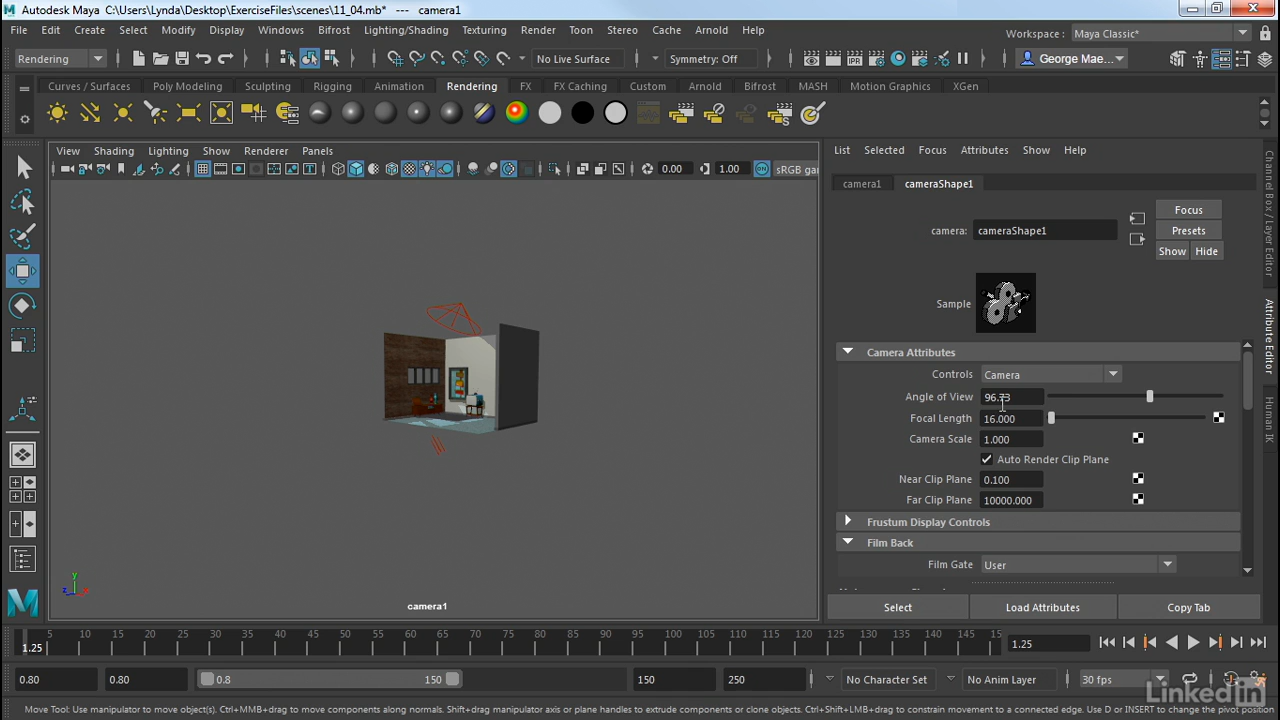 Autodesk Maya C:\Users\Lynda\Desktop\ExerciseFiles\scenes\11_04.mb* --- camera1
File Edit Create Select Modify Display Windows Bifrost Lighting/Shading Texturing Render Toon Stereo Cache Arnold Help
Workspace : Maya Classic*
Rendering No Live Surface Symmetry: Off George Mae...
Curves / Surfaces Poly Modeling Sculpting Rigging Animation Rendering FX FX Caching Custom Arnold Bifrost MASH Motion Graphics XGen
View Shading Lighting Show Renderer Panels
0.00 1.00 sRGB gar
List Selected Focus Attributes Show Help
camera1 cameraShape1
camera: cameraShape1
Focus
Presets
Show Hide
Sample
Camera Attributes
Controls Camera
Angle of View
Focal Length 16.000
Camera Scale 1.000
Auto Render Clip Plane
Near Clip Plane 0.100
Far Clip Plane 10000.000
Frustum Display Controls
Film Back
Film Gate User
Select Load Attributes Copy Tab
Channel Box / Layer Editor
Attribute Editor
Human IK
y
z x
camera1
5 10 15 20 25 30 35 40 45 50 55 60 65 70 75 80 85 90 95 100 105 110 115 120 125 130 135 140 145 15
1.25 1.25
0.80 0.80 0.8 150 150 250 No Character Set No Anim Layer 30 fps
LinkedIn
Move Tool: Use manipulator to move object(s). Ctrl+MMB+drag to move components along normals. Shift+drag manipulator axis or plane handles to extrude components or clone objects. Ctrl+Shift+LMB+drag to constrain movement to a connected edge. Use D or INSERT to change the pivot position